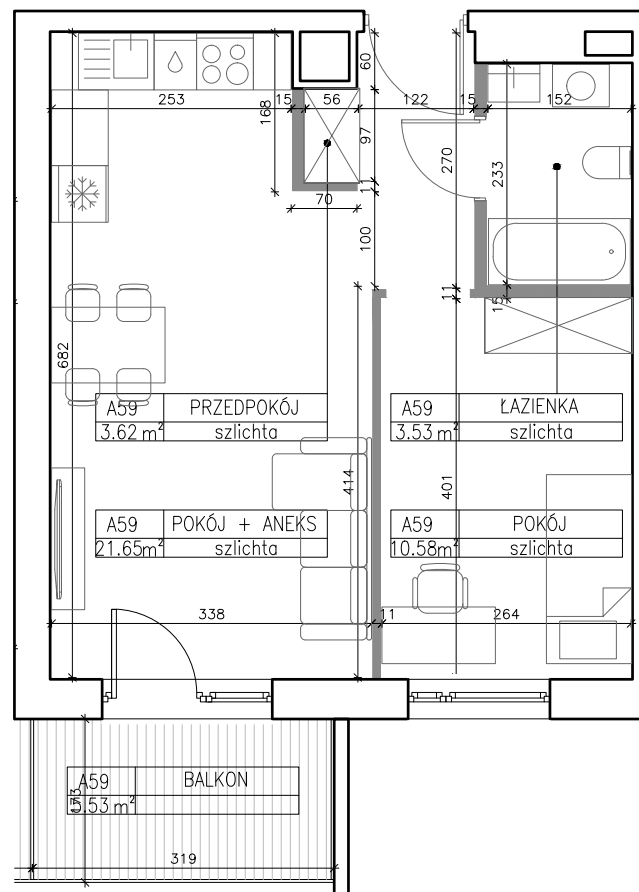 60
253
15
56
122
15
152
168
97
270
233
11
70
100
11
15
682
A59 PRZEDPOKÓJ
3.62 m² szlichta
A59 ŁAZIENKA
3.53 m² szlichta
414
401
A59 POKÓJ + ANEKS
21.65m² szlichta
A59 POKÓJ
10.58m² szlichta
338
11
264
A59 BALKON
5.53 m²
319